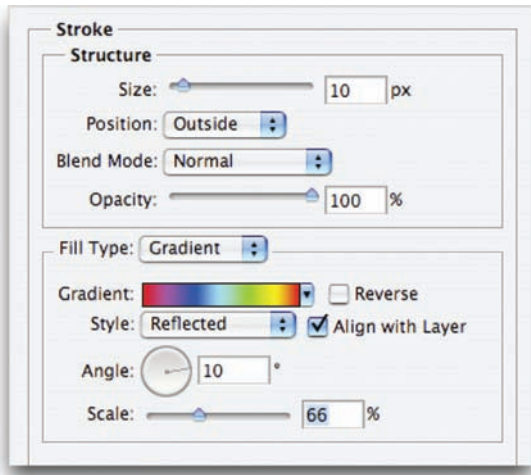 Stroke
Structure
Size: 10 px
Position: Outside
Blend Mode: Normal
Opacity: 100 %
Fill Type: Gradient
Gradient: Reverse
Style: Reflected Align with Layer
Angle: 10 °
Scale: 66 %